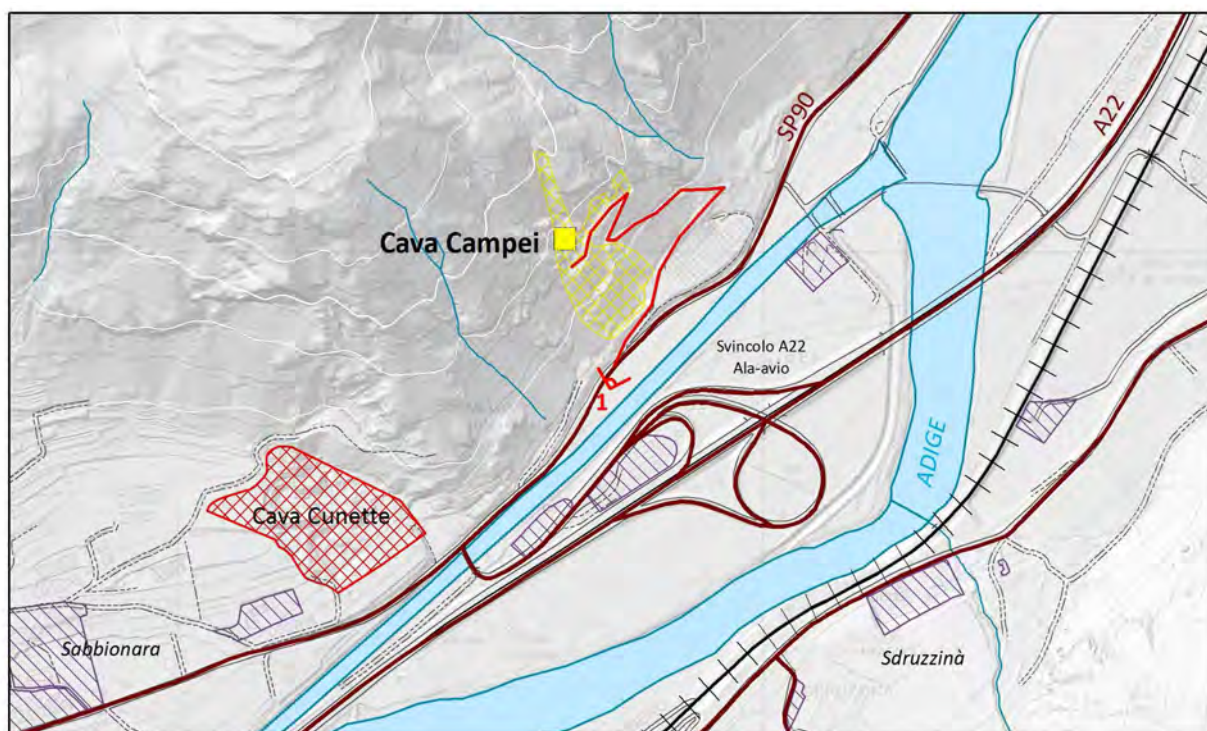 SP90
A22
Cava Campei
Svincolo A22
Ala-avio
1
ADIGE
Cava Cunette
Sabbionara
Sdruzzinà